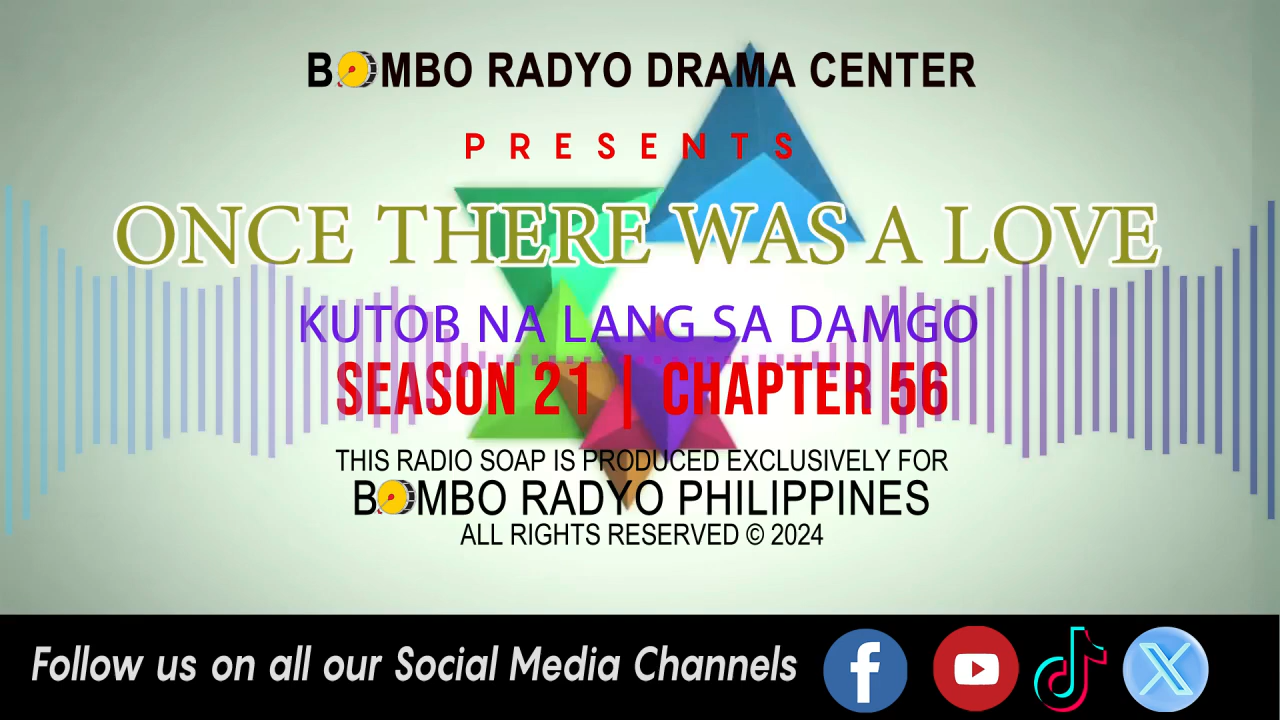 BOMBO RADYO DRAMA CENTER
PRESENTS
ONCE THERE WAS A LOVE
KUTOB NA LANG SA DAMGO
SEASON 21 | CHAPTER 56
THIS RADIO SOAP IS PRODUCED EXCLUSIVELY FOR
BOMBO RADYO PHILIPPINES
ALL RIGHTS RESERVED © 2024
Follow us on all our Social Media Channels